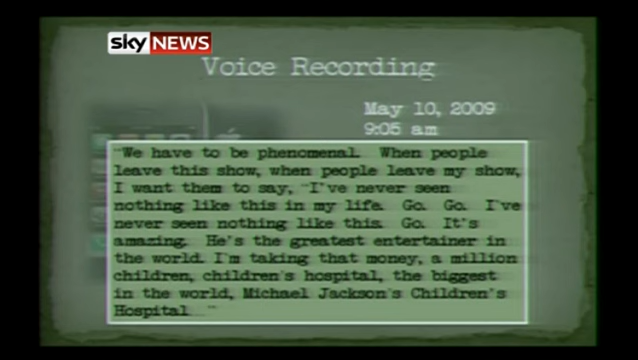 sky NEWS
Voice Recording
May 10, 2009
9:05 am
"We have to be phenomenal. When people
leave this show, when people leave my show,
I want them to say, "I've never seen
nothing like this in my life. Go. Go. I've
never seen nothing like this. Go. It's
amazing. He's the greatest entertainer in
the world. I'm taking that money, a million
children, children's hospital, the biggest
in the world, Michael Jackson's Children's
Hospital..."